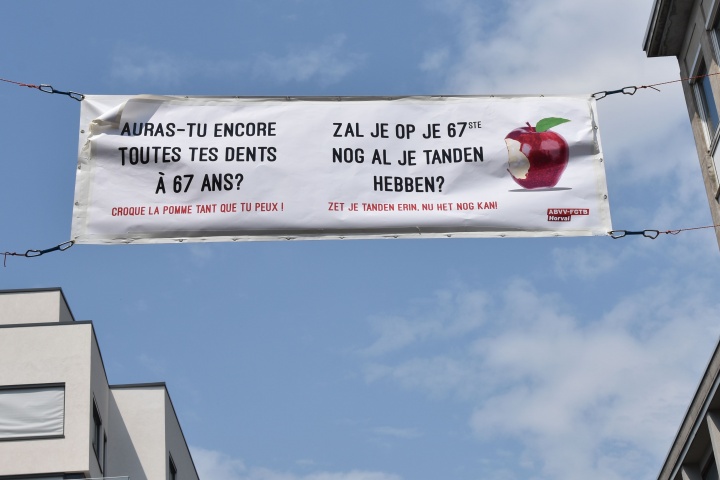 AURAS-TU ENCORE
TOUTES TES DENTS
À 67 ANS?
CROQUE LA POMME TANT QUE TU PEUX !
ZAL JE OP JE 67STE
NOG AL JE TANDEN
HEBBEN?
ZET JE TANDEN ERIN, NU HET NOG KAN!
ABVV-FGTB
Horval